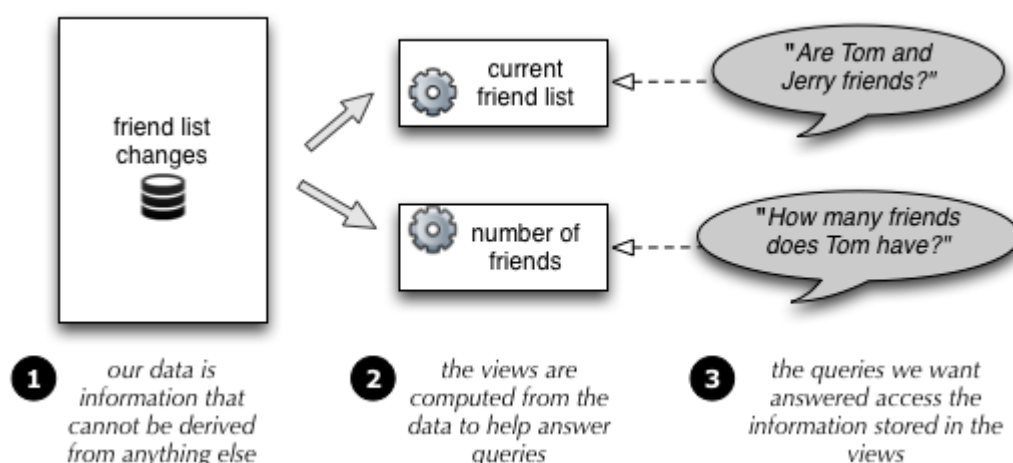 friend list
changes
current
friend list
"Are Tom and
Jerry friends?"
number of
friends
"How many friends
does Tom have?"
1
our data is
information that
cannot be derived
from anything else
2
the views are
computed from the
data to help answer
queries
3
the queries we want
answered access the
information stored in the
views